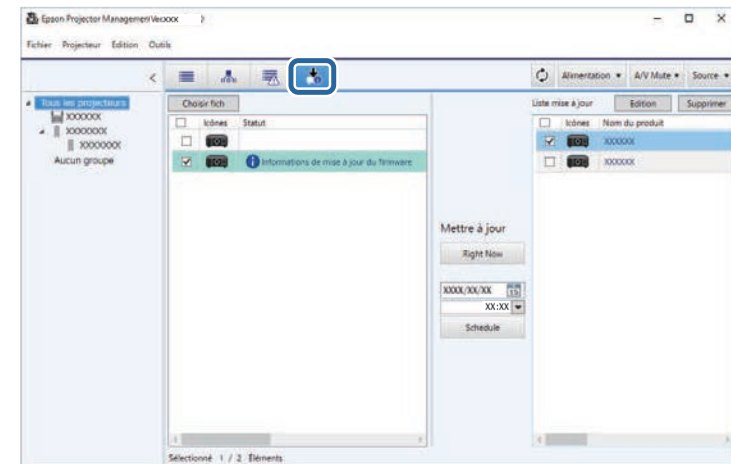 Epson Projector Management Ver.xxxx
Fichier Projecteur Edition Outils
Alimentation A/V Mute Source
Tous les projecteurs
XXXXXX
XXXXXXX
XXXXXXX
Aucun groupe
Choisir fich
Icônes Statut
Informations de mise à jour du firmware
Mettre à jour
Right Now
XXXX/XX/XX 15
XX:XX
Schedule
Liste mise à jour Edition Supprimer
Icônes Nom du produit
XXXXXX
XXXXXX
Sélectionné 1 / 2 Éléments